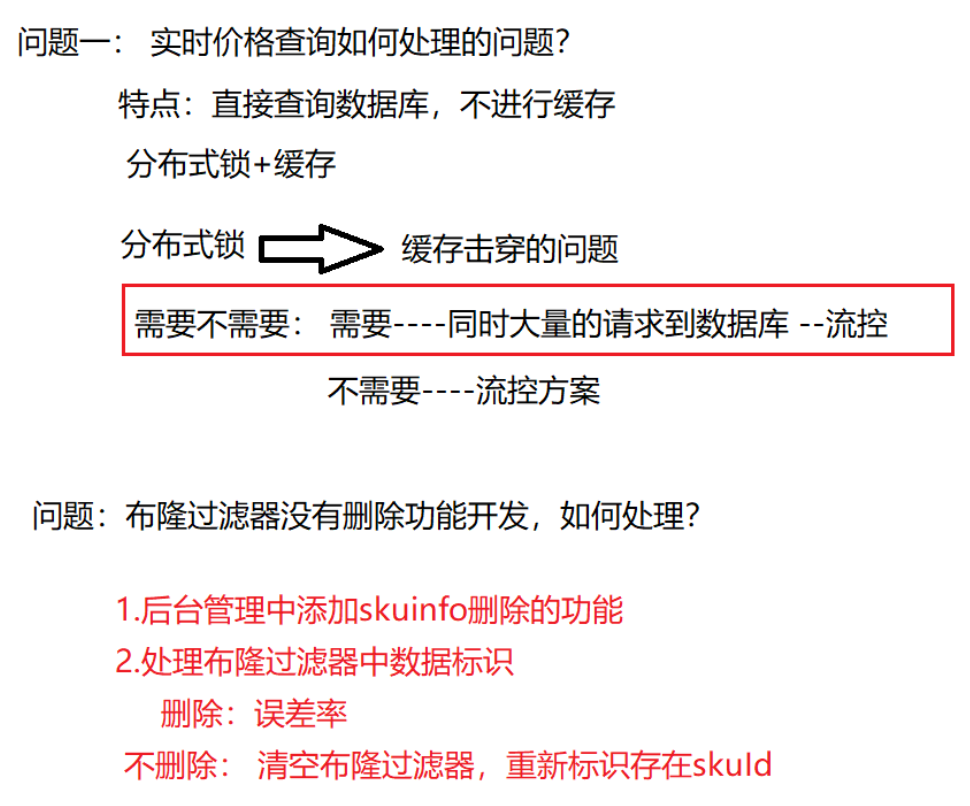 问题一： 实时价格查询如何处理的问题?
特点：直接查询数据库，不进行缓存
分布式锁+缓存
分布式锁 缓存击穿的问题
需要不需要： 需要----同时大量的请求到数据库 --流控
不需要----流控方案
问题：布隆过滤器没有删除功能开发，如何处理?
1.后台管理中添加skuinfo删除的功能
2.处理布隆过滤器中数据标识
删除：误差率
不删除： 清空布隆过滤器，重新标识存在skuId